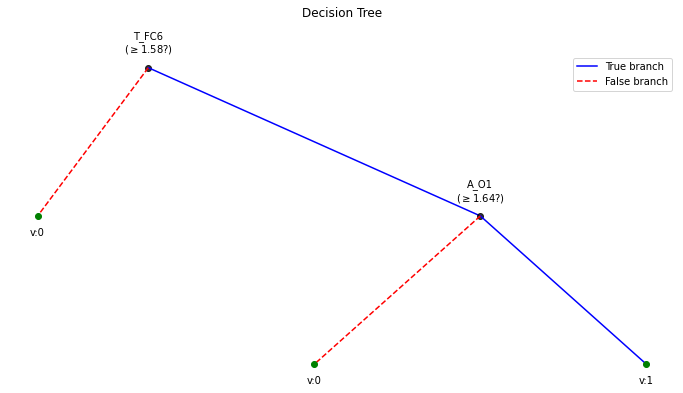 Decision Tree
T_FC6
(≥1.58?)
True branch
False branch
A_O1
(≥1.64?)
v:0
v:0
v:1